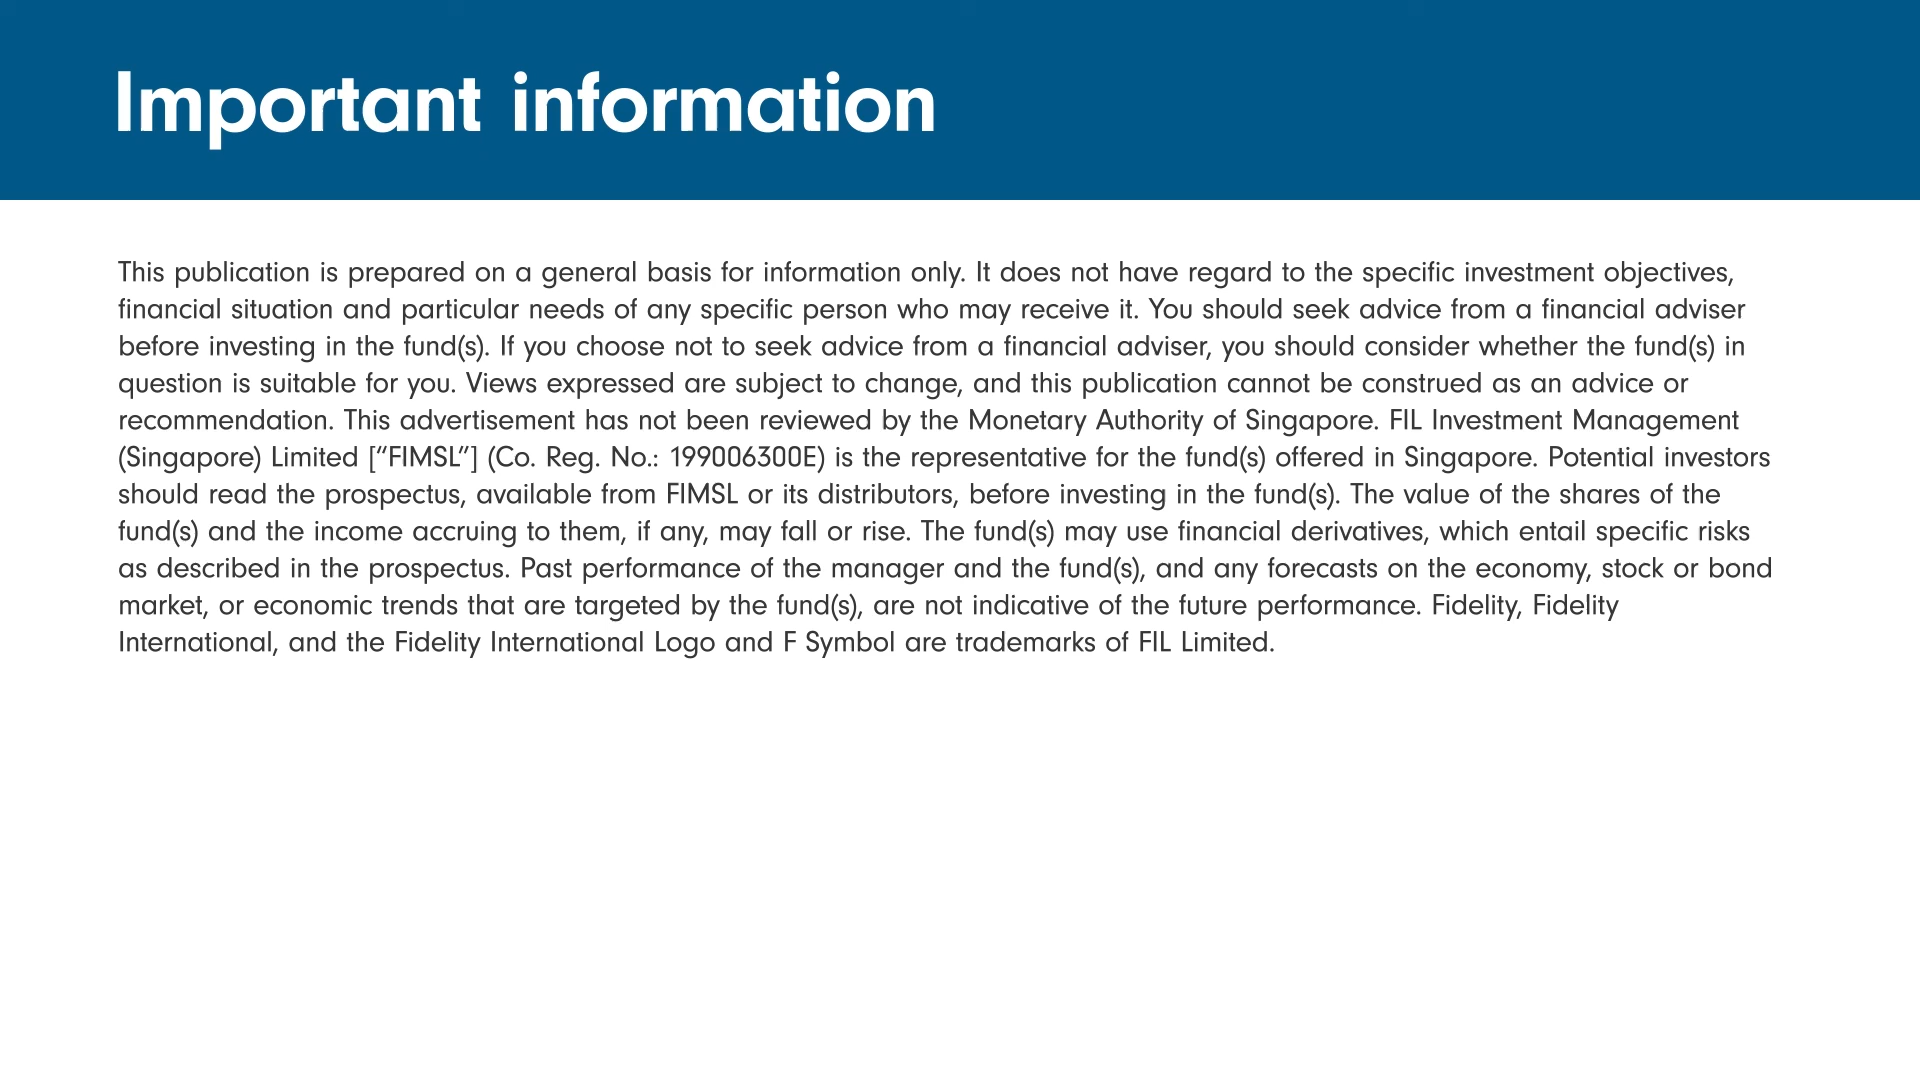 Important information
This publication is prepared on a general basis for information only. It does not have regard to the specific investment objectives,
financial situation and particular needs of any specific person who may receive it. You should seek advice from a financial adviser
before investing in the fund(s). If you choose not to seek advice from a financial adviser, you should consider whether the fund(s) in
question is suitable for you. Views expressed are subject to change, and this publication cannot be construed as an advice or
recommendation. This advertisement has not been reviewed by the Monetary Authority of Singapore. FIL Investment Management
(Singapore) Limited [“FIMSL”] (Co. Reg. No.: 199006300E) is the representative for the fund(s) offered in Singapore. Potential investors
should read the prospectus, available from FIMSL or its distributors, before investing in the fund(s). The value of the shares of the
fund(s) and the income accruing to them, if any, may fall or rise. The fund(s) may use financial derivatives, which entail specific risks
as described in the prospectus. Past performance of the manager and the fund(s), and any forecasts on the economy, stock or bond
market, or economic trends that are targeted by the fund(s), are not indicative of the future performance. Fidelity, Fidelity
International, and the Fidelity International Logo and F Symbol are trademarks of FIL Limited.